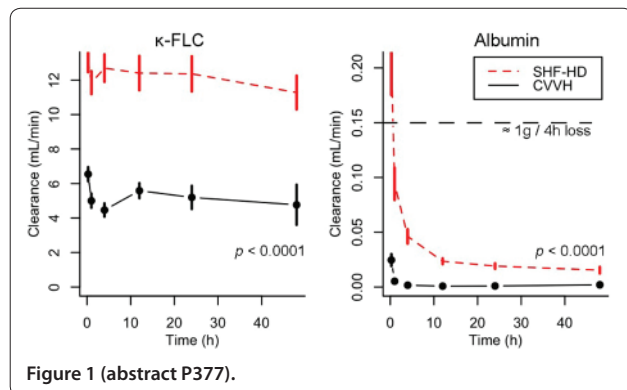 κ-FLC
Clearance (mL/min)
12
10
8
6
4
2
0
p < 0.0001
0 10 20 30 40
Time (h)
Albumin
Clearance (mL/min)
0.20
0.15
0.10
0.05
0.00
SHF-HD
CVVH
≈ 1g / 4h loss
p < 0.0001
0 10 20 30 40
Time (h)
Figure 1 (abstract P377).